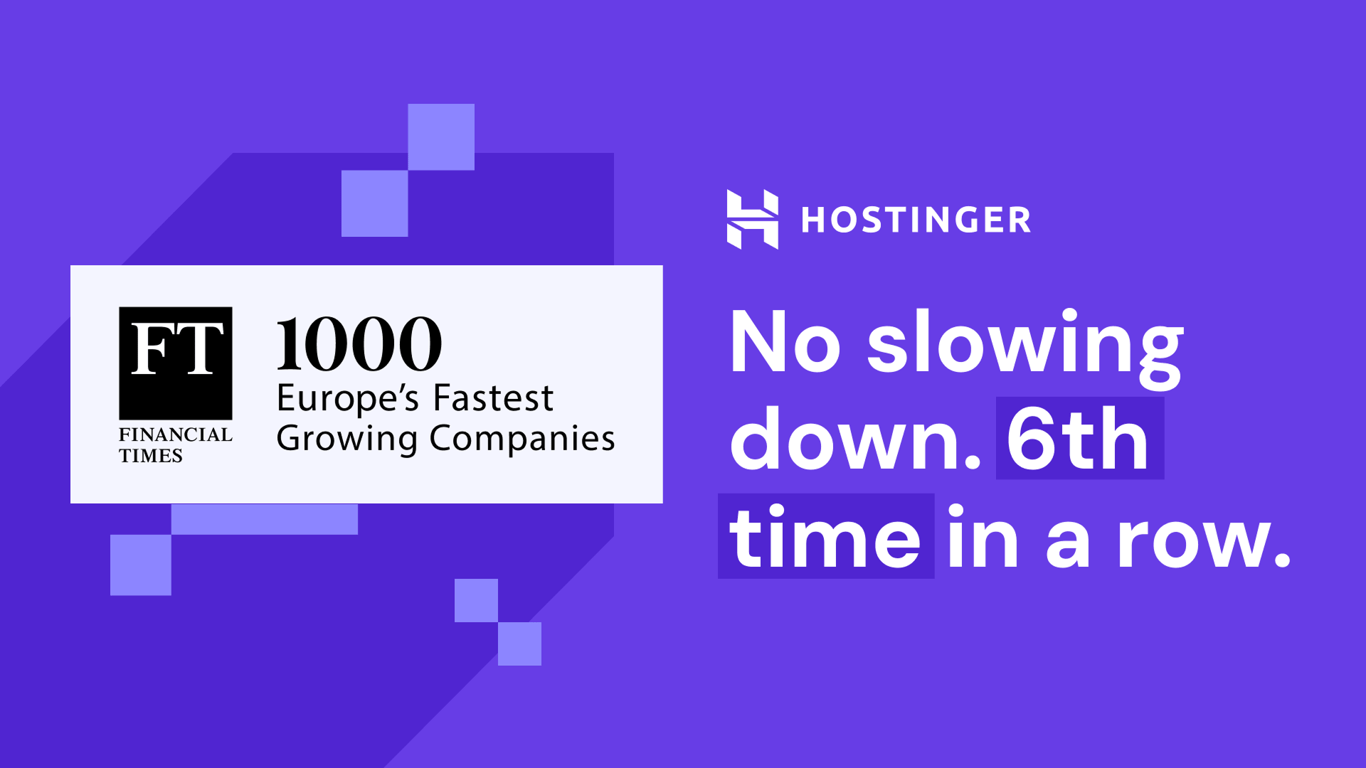 FT
FINANCIAL
TIMES
1000
Europe’s Fastest
Growing Companies
HOSTINGER
No slowing
down. 6th
time in a row.